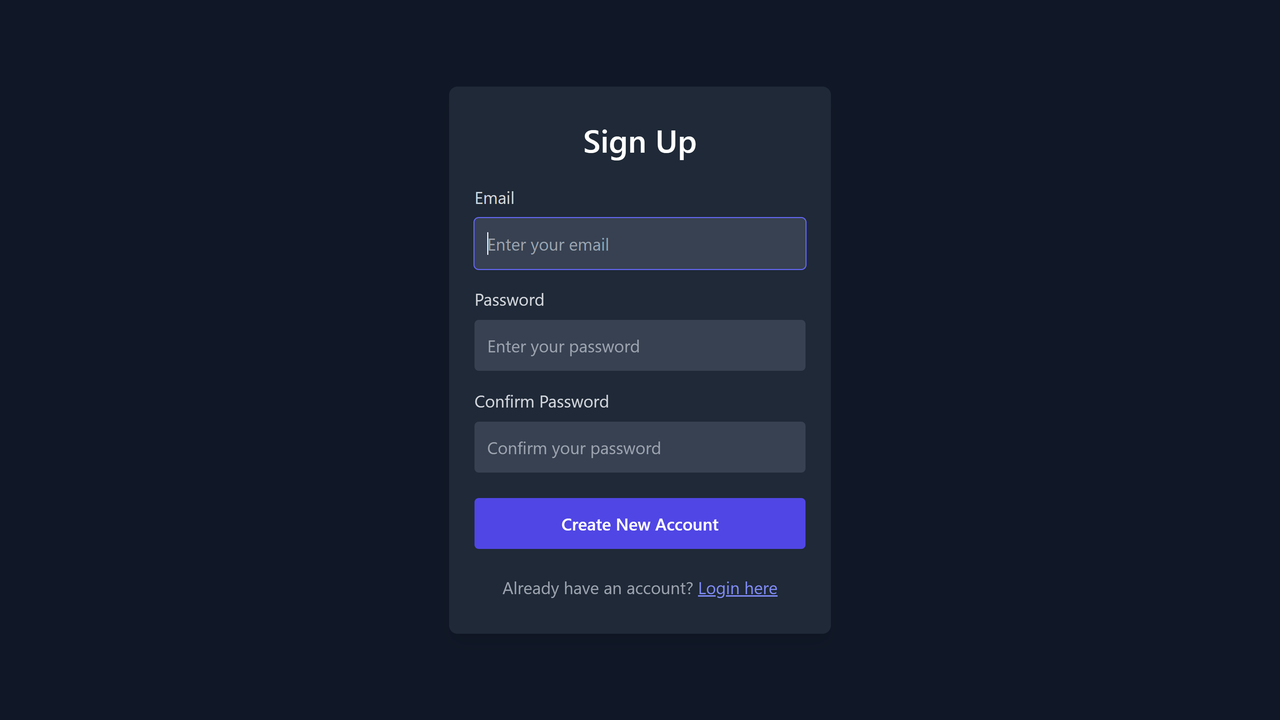 Sign Up
Email
Enter your email
Password
Enter your password
Confirm Password
Confirm your password
Create New Account
Already have an account? Login here